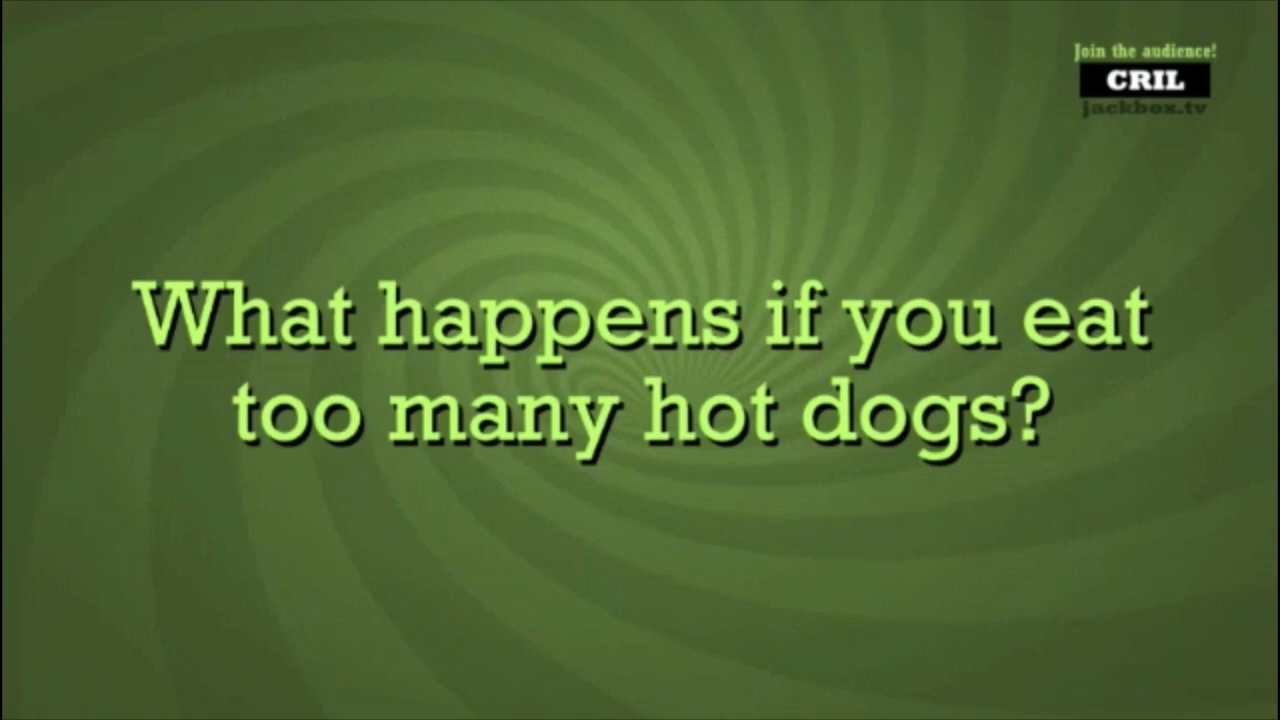 Join the audience!
CRIL
jackbox.tv
What happens if you eat
too many hot dogs?